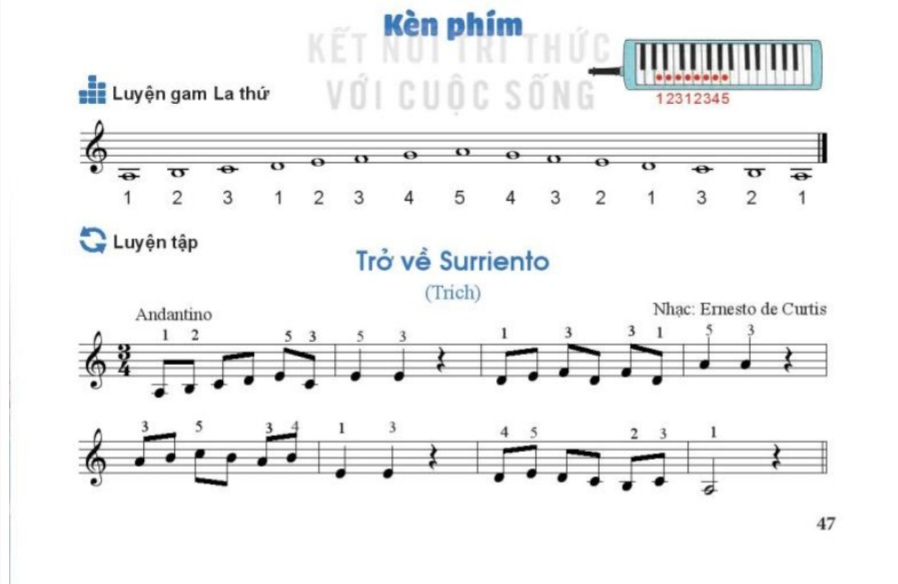 Kèn phím
KẾT NỐI TRI THỨC
VỚI CUỘC SỐNG
12312345
Luyện gam La thứ
1 2 3 1 2 3 4 5 4 3 2 1 3 2 1
Luyện tập
Trở về Surriento
(Trích)
Andantino
Nhạc: Ernesto de Curtis
1 2 5 3 5 3 1 3 3 1 5 3
3
4
3 5 3 4 1 3 4 5 2 3 1
47